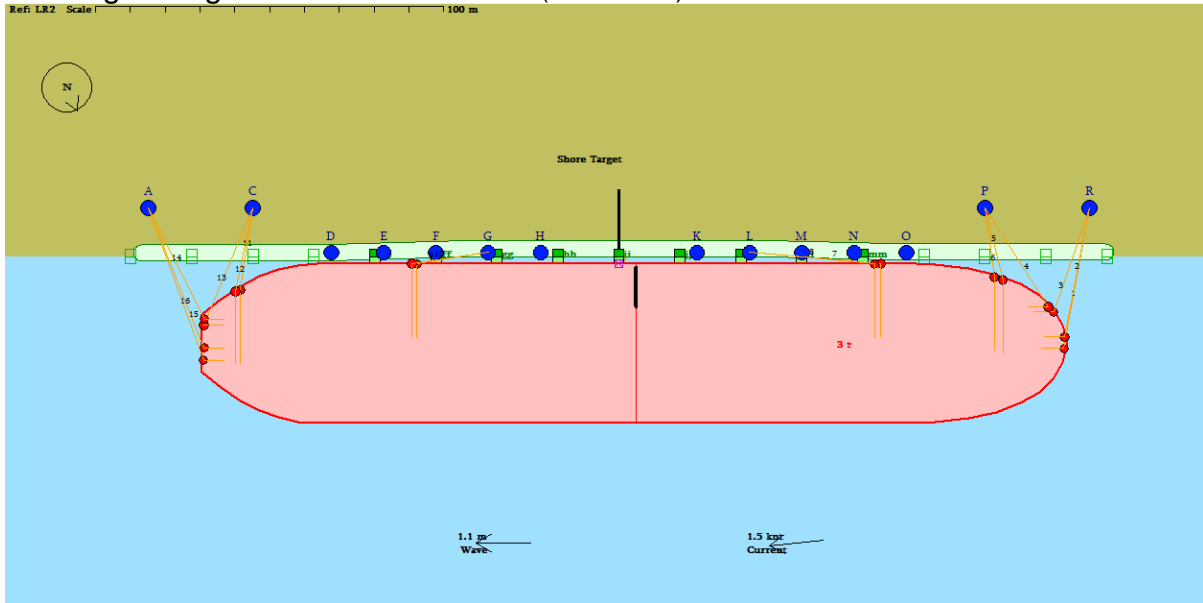 Ref: LR2 Scale 100 m
N
Shore Target
A C P R
D E F G H K L M N O
11
14
12
13
16
15
5
6
4
2
3
1
7
gg hh mm
3 t
1.1 m
Wave
1.5 knt
Current